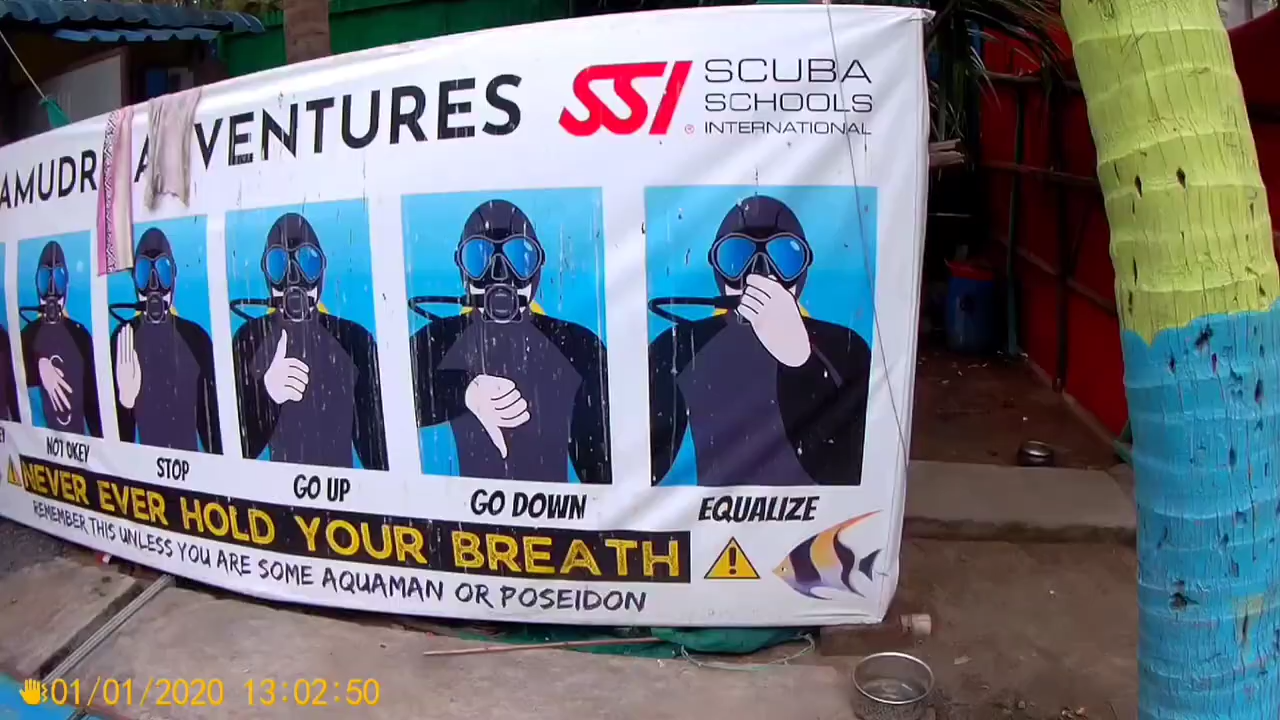 AMUDR A VENTURES
SSI ®
SCUBA
SCHOOLS
INTERNATIONAL
NOT OKEY
STOP
GO UP
GO DOWN
EQUALIZE
NEVER EVER HOLD YOUR BREATH
REMEMBER THIS UNLESS YOU ARE SOME AQUAMAN OR POSEIDON
01/01/2020 13:02:50